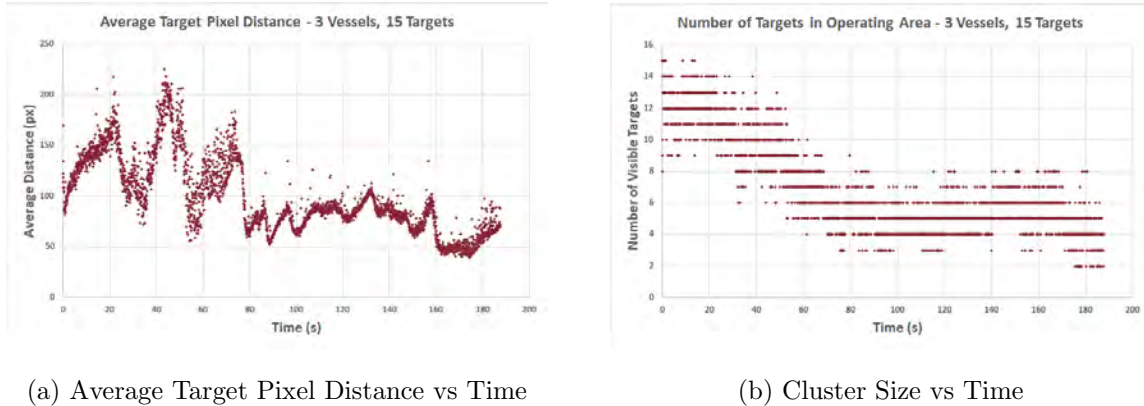 Average Target Pixel Distance - 3 Vessels, 15 Targets
250
200
150
100
50
0
0 20 40 60 80 100 120 140 160 180 200
Average Distance (px)
Time (s)
Number of Targets in Operating Area - 3 Vessels, 15 Targets
16
14
12
10
8
6
4
2
0
0 20 40 60 80 100 120 140 160 180 200
Number of Visible Targets
Time (s)
(a) Average Target Pixel Distance vs Time
(b) Cluster Size vs Time